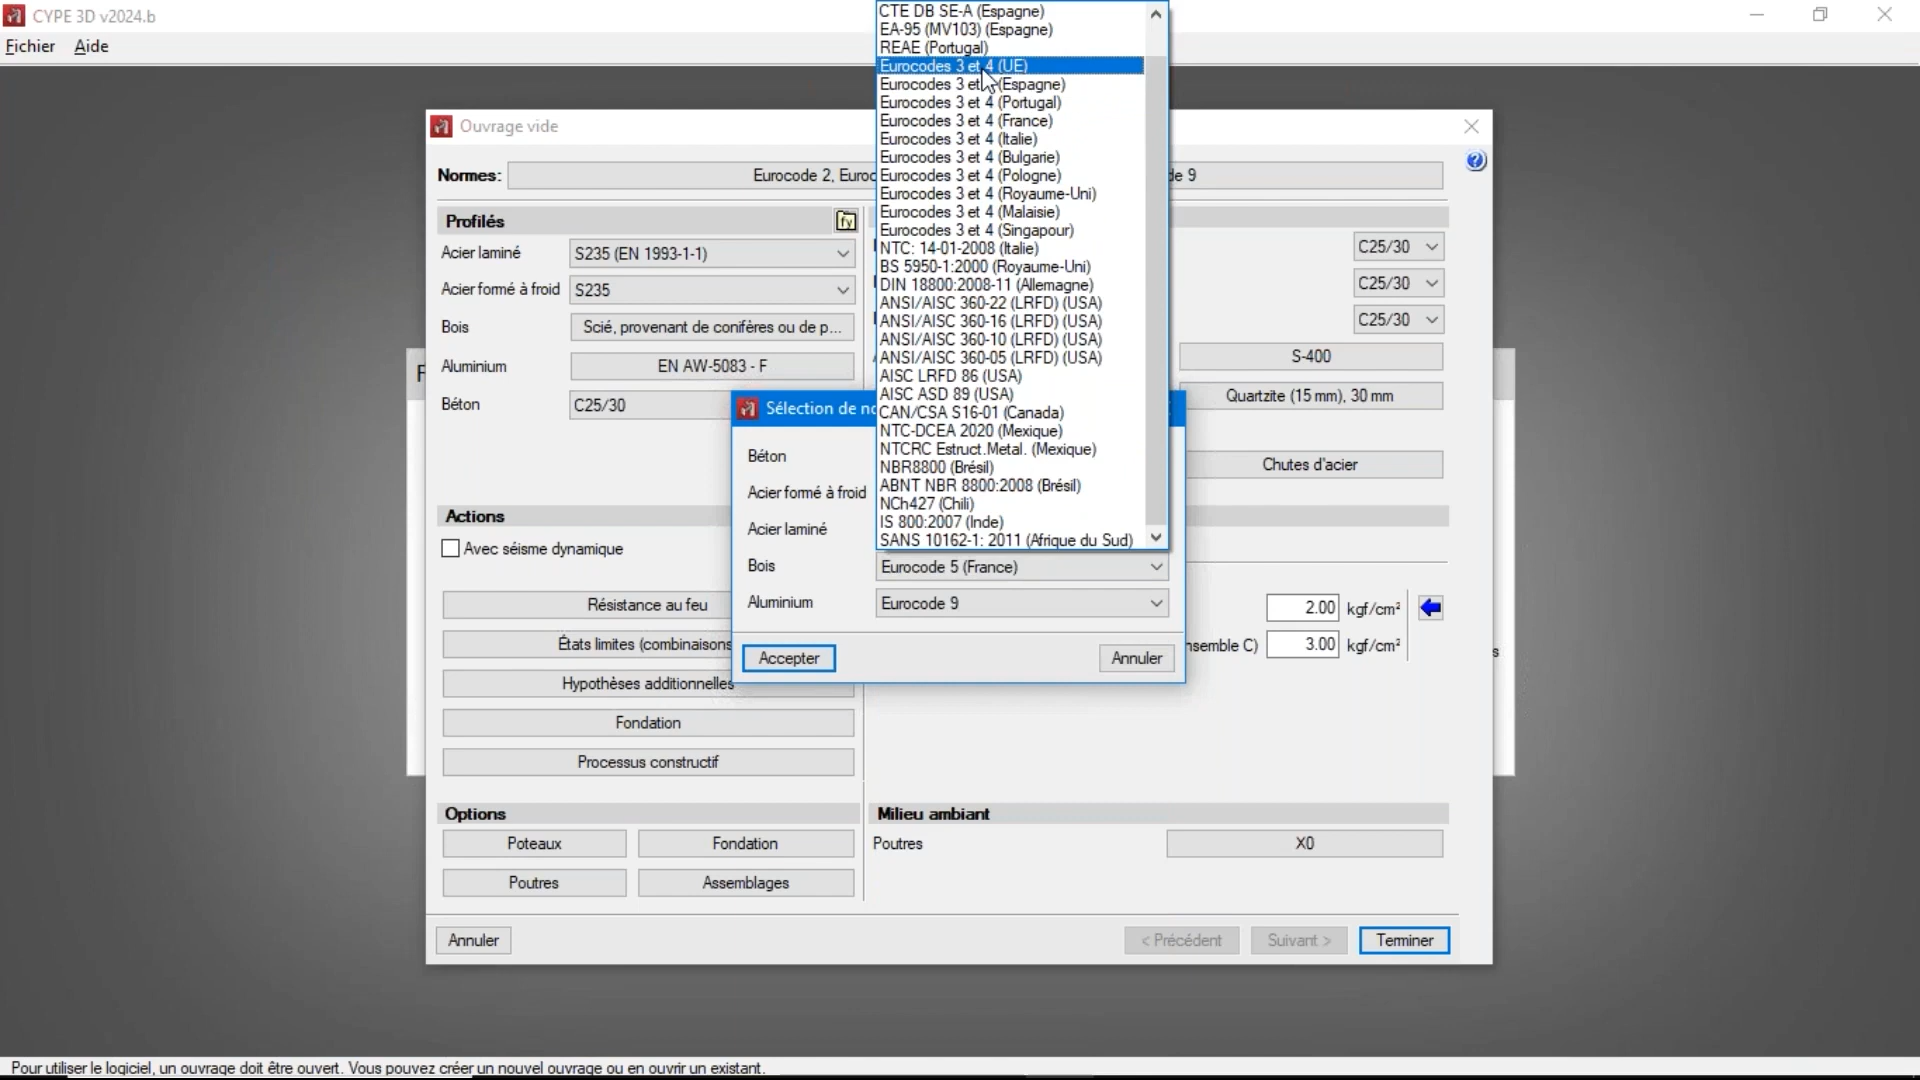 CYPE 3D v2024.b
Fichier Aide
Ouvrage vide
Normes: Eurocode 2, Euroc de 9
Profilés
Acier laminé S235 (EN 1993-1-1)
Acier formé à froid S235
Bois Scié, provenant de conifères ou de p...
Aluminium EN AW-5083 - F
Béton C25/30
C25/30
C25/30
C25/30
S-400
Quartzite (15 mm), 30 mm
Chutes d'acier
CTE DB SE-A (Espagne)
EA-95 (MV103) (Espagne)
REAE (Portugal)
Eurocodes 3 et 4 (UE)
Eurocodes 3 et (Espagne)
Eurocodes 3 et 4 (Portugal)
Eurocodes 3 et 4 (France)
Eurocodes 3 et 4 (Italie)
Eurocodes 3 et 4 (Bulgarie)
Eurocodes 3 et 4 (Pologne)
Eurocodes 3 et 4 (Royaume-Uni)
Eurocodes 3 et 4 (Malaisie)
Eurocodes 3 et 4 (Singapour)
NTC: 14-01-2008 (Italie)
BS 5950-1:2000 (Royaume-Uni)
DIN 18800:2008-11 (Allemagne)
ANSI/AISC 360-22 (LRFD) (USA)
ANSI/AISC 360-16 (LRFD) (USA)
ANSI/AISC 360-10 (LRFD) (USA)
ANSI/AISC 360-05 (LRFD) (USA)
AISC LRFD 86 (USA)
AISC ASD 89 (USA)
CAN/CSA S16-01 (Canada)
NTC-DCEA 2020 (Mexique)
NTCRC Estruct.Metal. (Mexique)
NBR8800 (Brésil)
ABNT NBR 8800:2008 (Brésil)
NCh427 (Chili)
IS 800:2007 (Inde)
SANS 10162-1: 2011 (Afrique du Sud)
Sélection de no
Béton
Acier formé à froid
Acier laminé
Bois Eurocode 5 (France)
Aluminium Eurocode 9
Accepter Annuler
Actions
Avec séisme dynamique
Résistance au feu
États limites (combinaisons
Hypothèses additionnelles
Fondation
Processus constructif
2.00 kgf/cm²
nsemble C) 3.00 kgf/cm²
s
Options
Poteaux Fondation
Poutres Assemblages
Milieu ambiant
Poutres X0
Annuler < Précédent Suivant > Terminer
Pour utiliser le logiciel, un ouvrage doit être ouvert. Vous pouvez créer un nouvel ouvrage ou en ouvrir un existant.